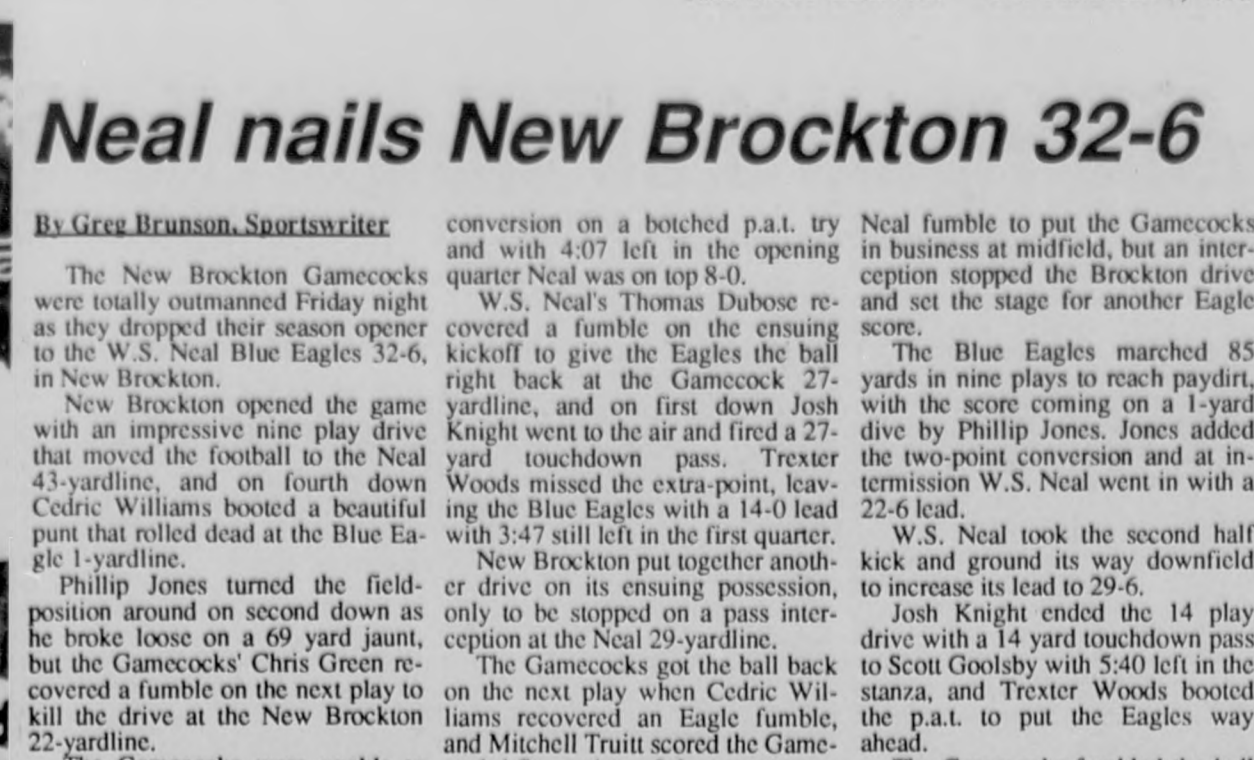 Neal nails New Brockton 32-6
By Greg Brunson, Sportswriter
The New Brockton Gamecocks
were totally outmanned Friday night
as they dropped their season opener
to the W.S. Neal Blue Eagles 32-6,
in New Brockton.
New Brockton opened the game
with an impressive nine play drive
that moved the football to the Neal
43-yardline, and on fourth down
Cedric Williams booted a beautiful
punt that rolled dead at the Blue Ea-
gle 1-yardline.
Phillip Jones turned the field-
position around on second down as
he broke loose on a 69 yard jaunt,
but the Gamecocks' Chris Green re-
covered a fumble on the next play to
kill the drive at the New Brockton
22-yardline.
conversion on a botched p.a.t. try
and with 4:07 left in the opening
quarter Neal was on top 8-0.
W.S. Neal's Thomas Dubose re-
covered a fumble on the ensuing
kickoff to give the Eagles the ball
right back at the Gamecock 27-
yardline, and on first down Josh
Knight went to the air and fired a 27-
yard touchdown pass. Trexter
Woods missed the extra-point, leav-
ing the Blue Eagles with a 14-0 lead
with 3:47 still left in the first quarter.
New Brockton put together anoth-
er drive on its ensuing possession,
only to be stopped on a pass inter-
ception at the Neal 29-yardline.
The Gamecocks got the ball back
on the next play when Cedric Wil-
liams recovered an Eagle fumble,
and Mitchell Truitt scored the Game-
Neal fumble to put the Gamecocks
in business at midfield, but an inter-
ception stopped the Brockton drive
and set the stage for another Eagle
score.
The Blue Eagles marched 85
yards in nine plays to reach paydirt,
with the score coming on a 1-yard
dive by Phillip Jones. Jones added
the two-point conversion and at in-
termission W.S. Neal went in with a
22-6 lead.
W.S. Neal took the second half
kick and ground its way downfield
to increase its lead to 29-6.
Josh Knight ended the 14 play
drive with a 14 yard touchdown pass
to Scott Goolsby with 5:40 left in the
stanza, and Trexter Woods booted
the p.a.t. to put the Eagles way
ahead.